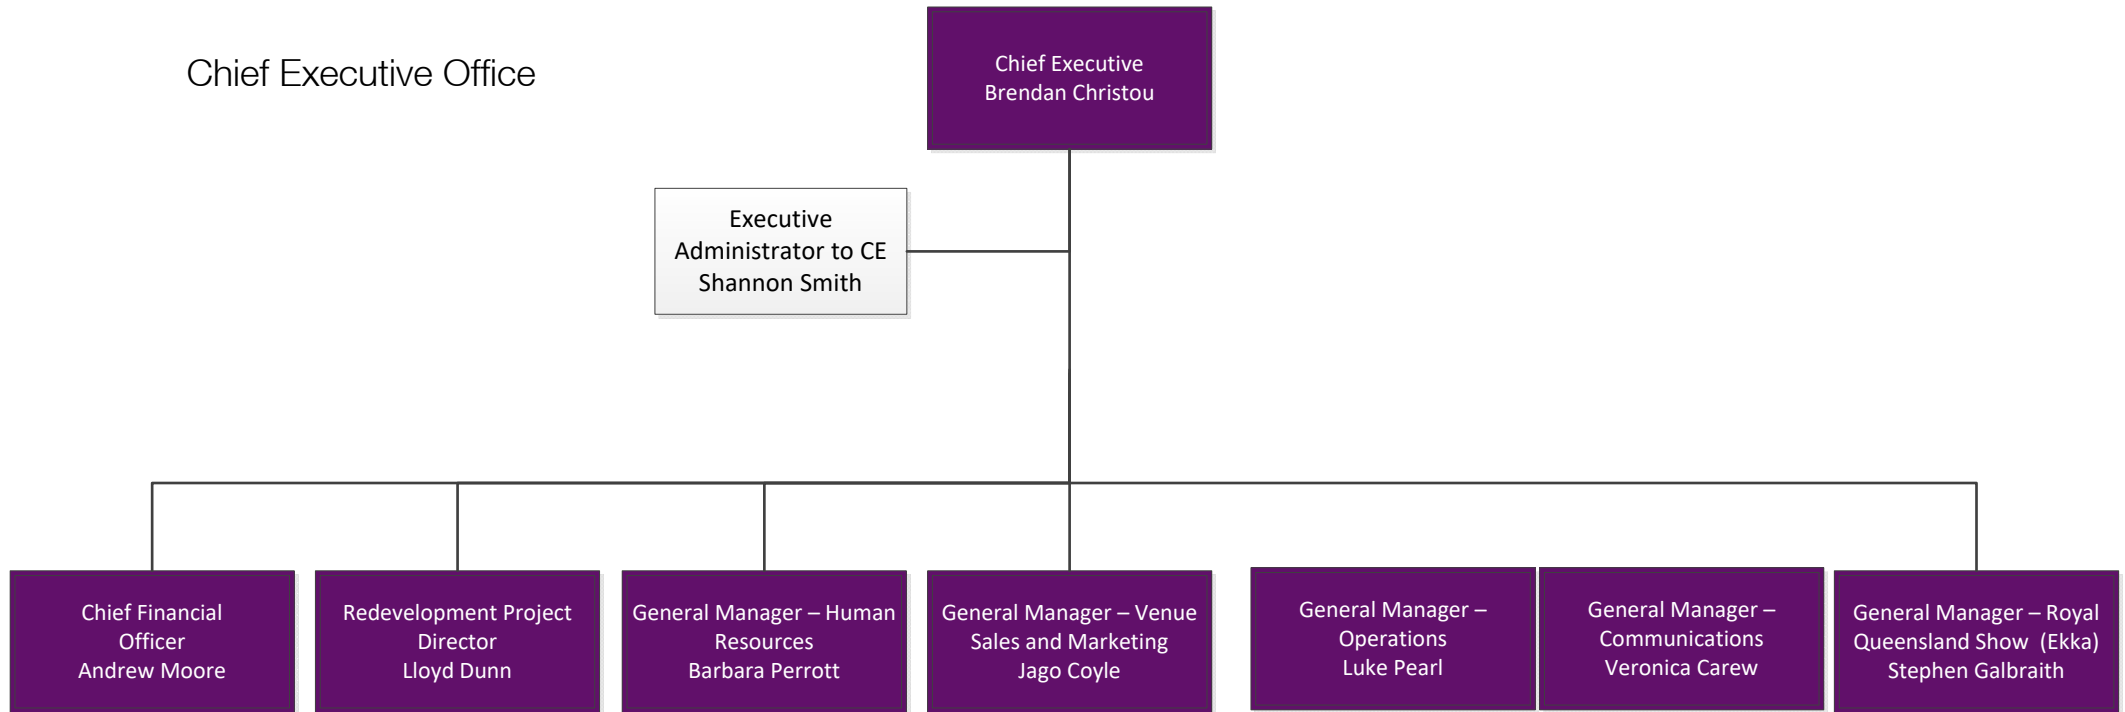 Chief Executive Office
Chief Executive
Brendan Christou
Executive
Administrator to CE
Shannon Smith
Chief Financial
Officer
Andrew Moore
Redevelopment Project
Director
Lloyd Dunn
General Manager – Human
Resources
Barbara Perrott
General Manager – Venue
Sales and Marketing
Jago Coyle
General Manager –
Operations
Luke Pearl
General Manager –
Communications
Veronica Carew
General Manager – Royal
Queensland Show  (Ekka)
Stephen Galbraith